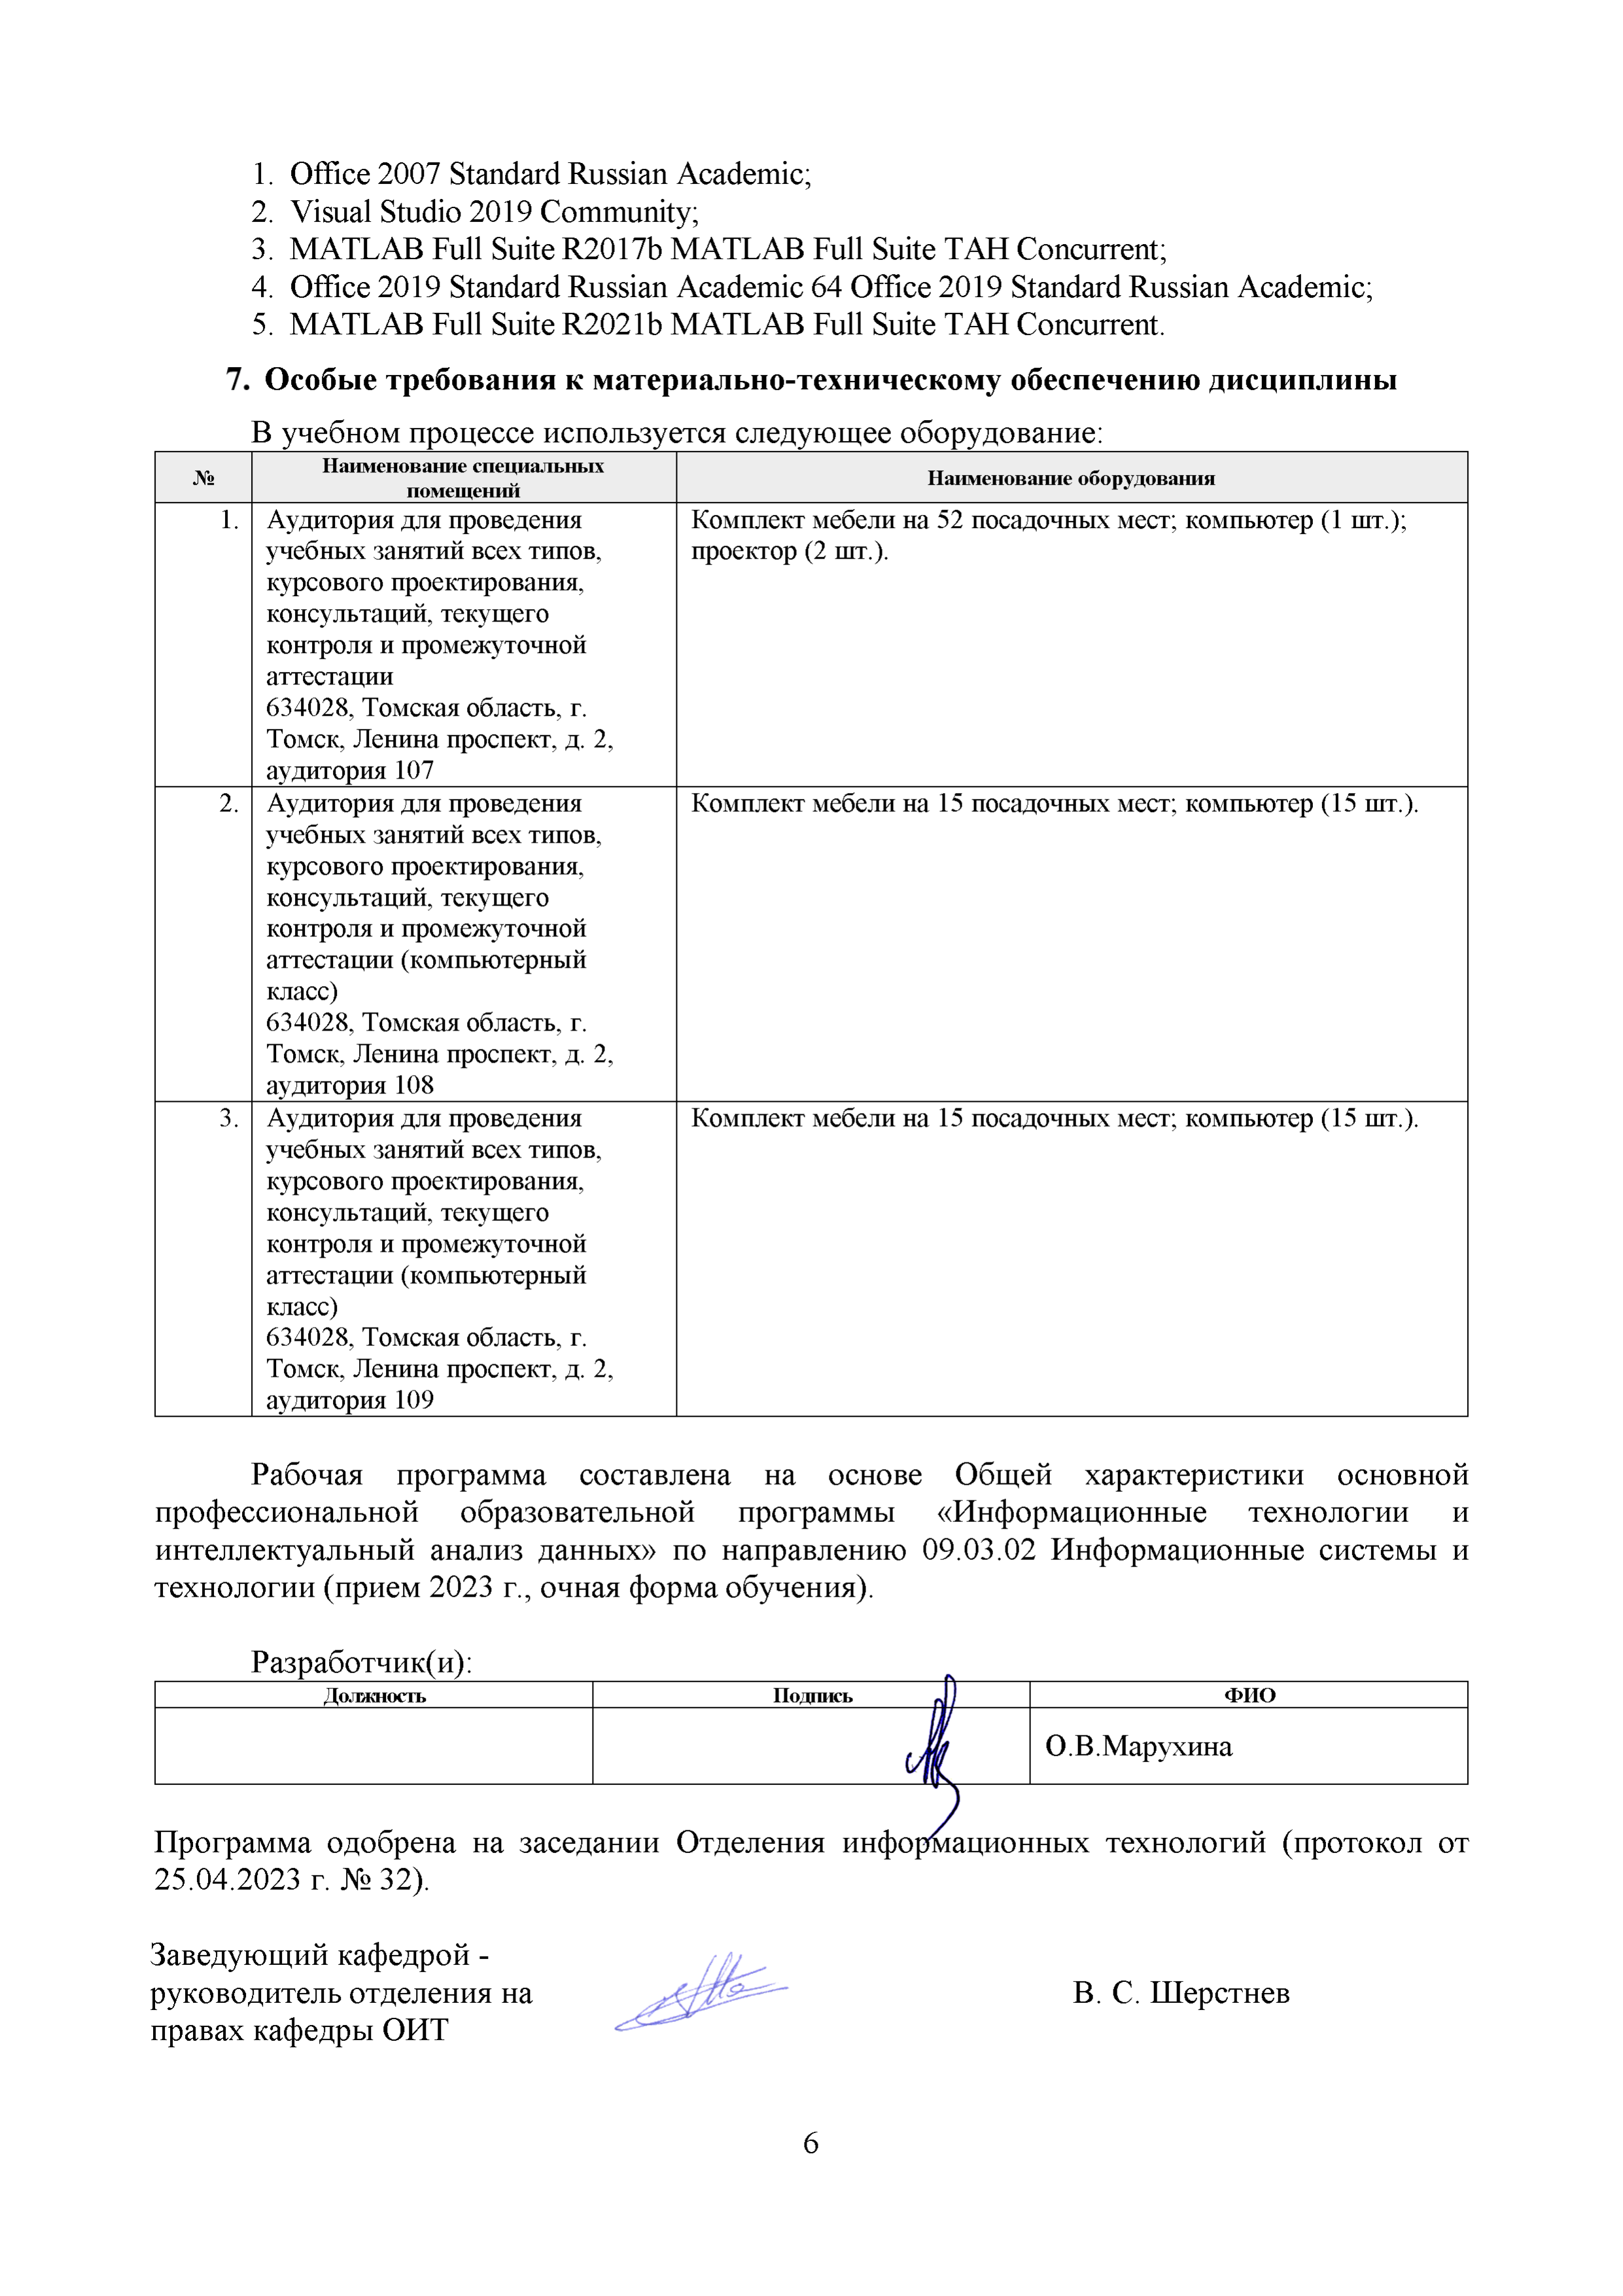 1. Office 2007 Standard Russian Academic;
2. Visual Studio 2019 Community;
3. MATLAB Full Suite R2017b MATLAB Full Suite TAH Concurrent;
4. Office 2019 Standard Russian Academic 64 Office 2019 Standard Russian Academic;
5. MATLAB Full Suite R2021b MATLAB Full Suite TAH Concurrent.
7. Особые требования к материально-техническому обеспечению дисциплины
В учебном процессе используется следующее оборудование:
№
Наименование специальных
помещений
Наименование оборудования
1.
Аудитория для проведения
учебных занятий всех типов,
курсового проектирования,
консультаций, текущего
контроля и промежуточной
аттестации
634028, Томская область, г.
Томск, Ленина проспект, д. 2,
аудитория 107
Комплект мебели на 52 посадочных мест; компьютер (1 шт.);
проектор (2 шт.).
2.
Аудитория для проведения
учебных занятий всех типов,
курсового проектирования,
консультаций, текущего
контроля и промежуточной
аттестации (компьютерный
класс)
634028, Томская область, г.
Томск, Ленина проспект, д. 2,
аудитория 108
Комплект мебели на 15 посадочных мест; компьютер (15 шт.).
3.
Аудитория для проведения
учебных занятий всех типов,
курсового проектирования,
консультаций, текущего
контроля и промежуточной
аттестации (компьютерный
класс)
634028, Томская область, г.
Томск, Ленина проспект, д. 2,
аудитория 109
Комплект мебели на 15 посадочных мест; компьютер (15 шт.).
Рабочая программа составлена на основе Общей характеристики основной
профессиональной образовательной программы «Информационные технологии и
интеллектуальный анализ данных» по направлению 09.03.02 Информационные системы и
технологии (прием 2023 г., очная форма обучения).
Разработчик(и):
Должность
Подпись
ФИО
О.В.Марухина
Программа одобрена на заседании Отделения информационных технологий (протокол от
25.04.2023 г. № 32).
Заведующий кафедрой -
руководитель отделения на
правах кафедры ОИТ
В. С. Шерстнев
6